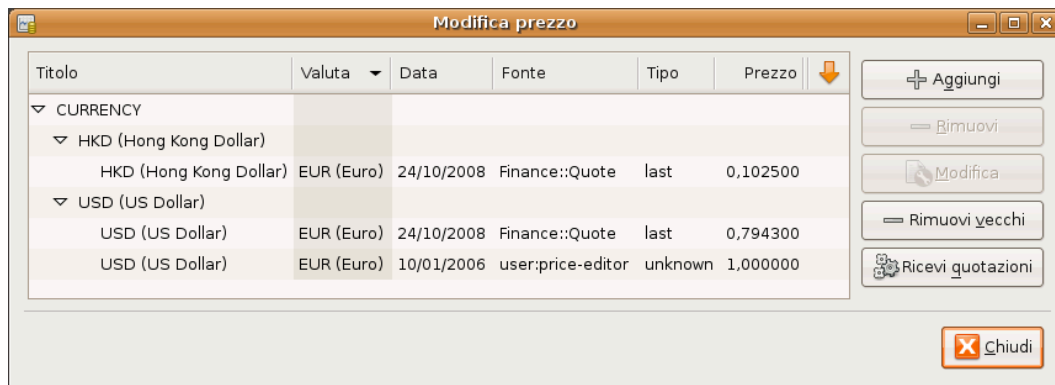 Modifica prezzo
Titolo Valuta Data Fonte Tipo Prezzo
CURRENCY
HKD (Hong Kong Dollar)
HKD (Hong Kong Dollar) EUR (Euro) 24/10/2008 Finance::Quote last 0,102500
USD (US Dollar)
USD (US Dollar) EUR (Euro) 24/10/2008 Finance::Quote last 0,794300
USD (US Dollar) EUR (Euro) 10/01/2006 user:price-editor unknown 1,000000
Aggiungi
Rimuovi
Modifica
Rimuovi vecchi
Ricevi quotazioni
Chiudi